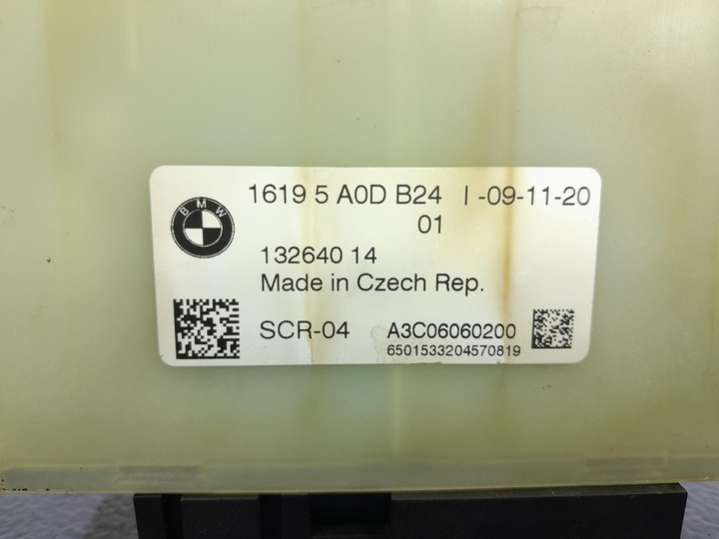 BMW
1619 5 A0D B24 I -09-11-20
01
132640 14
Made in Czech Rep.
SCR-04 A3C06060200
6501533204570819